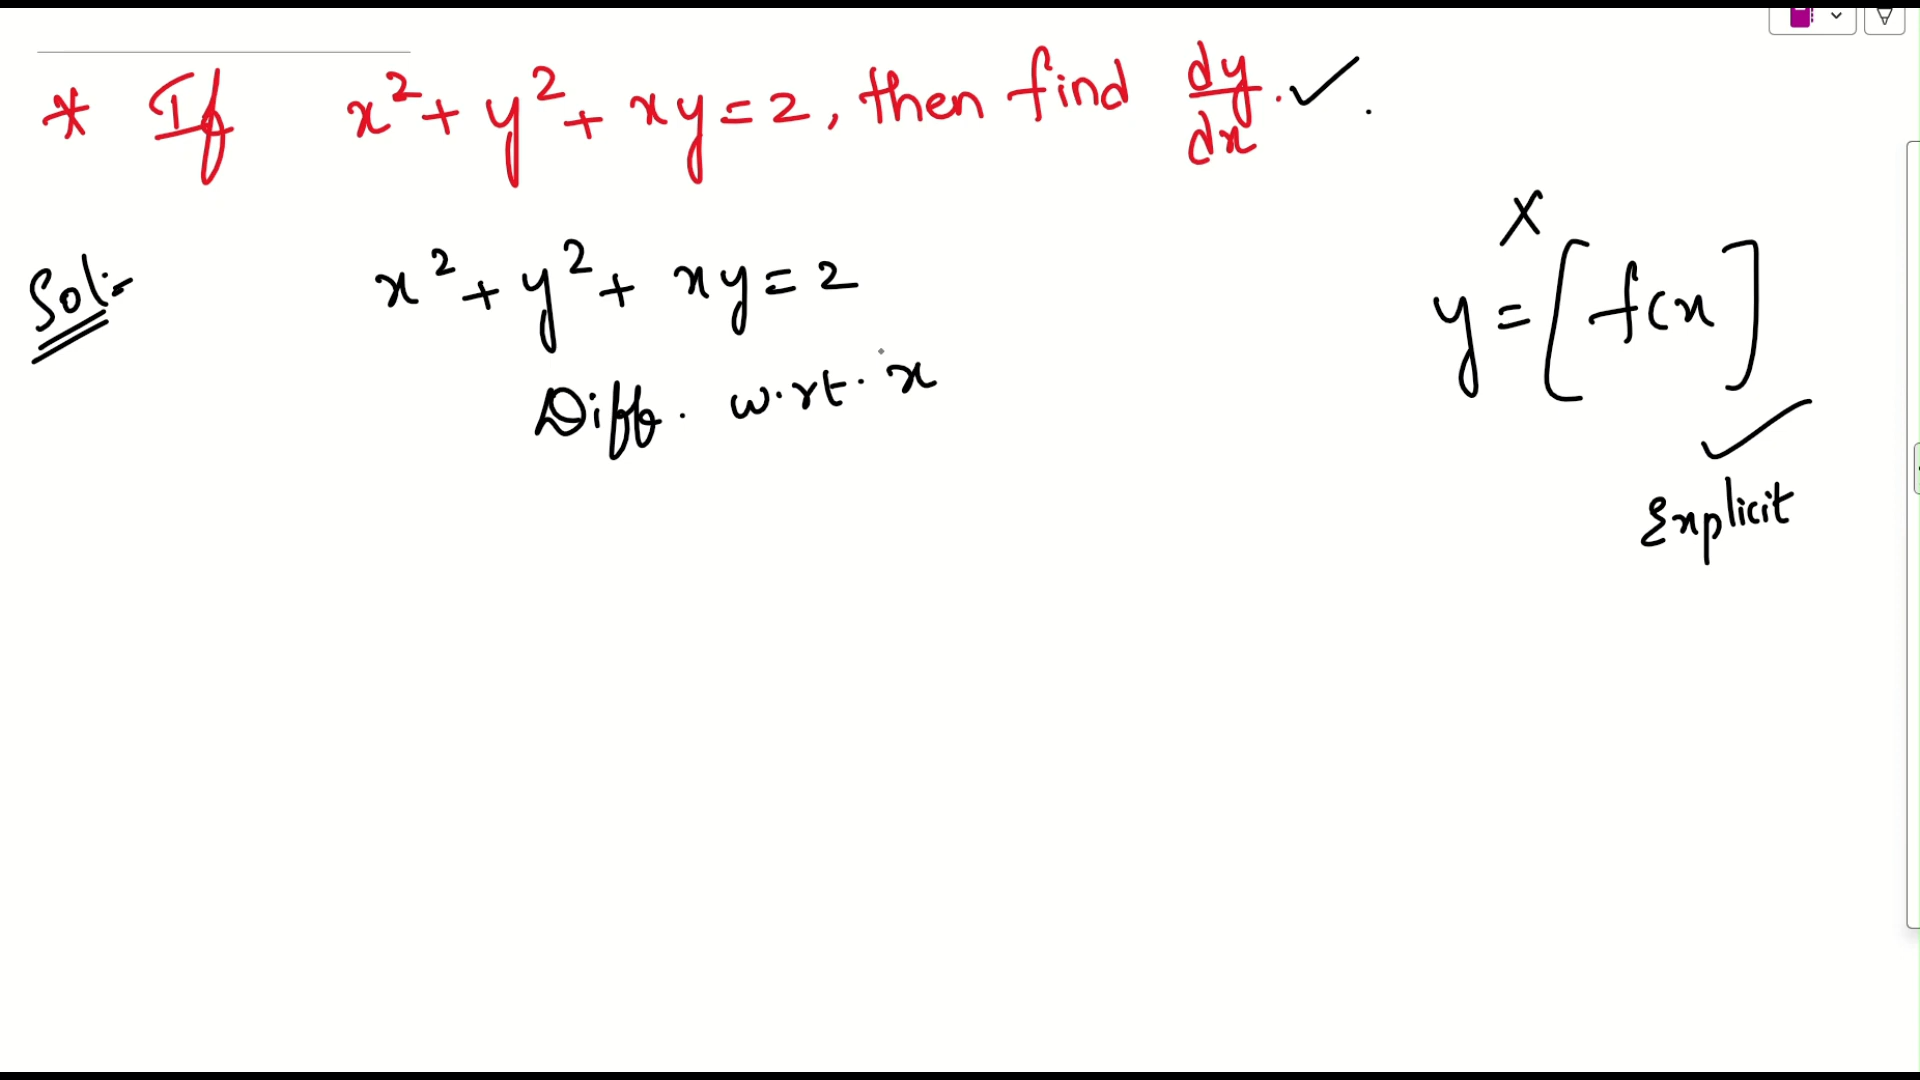 * If x²+y²+xy=2, then find dy/dx.
Sol:-
x²+y²+xy=2
Diff. w.r.t. x
y=[f(x]
Explicit